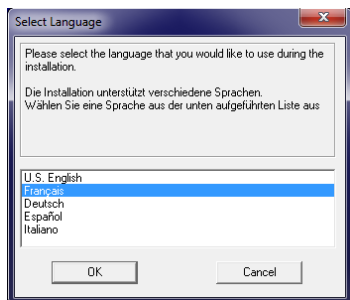 Select Language
Please select the language that you would like to use during the
installation.
Die Installation unterstützt verschiedene Sprachen.
Wählen Sie eine Sprache aus der unten aufgeführten Liste aus
U.S. English
Français
Deutsch
Español
Italiano
OK
Cancel